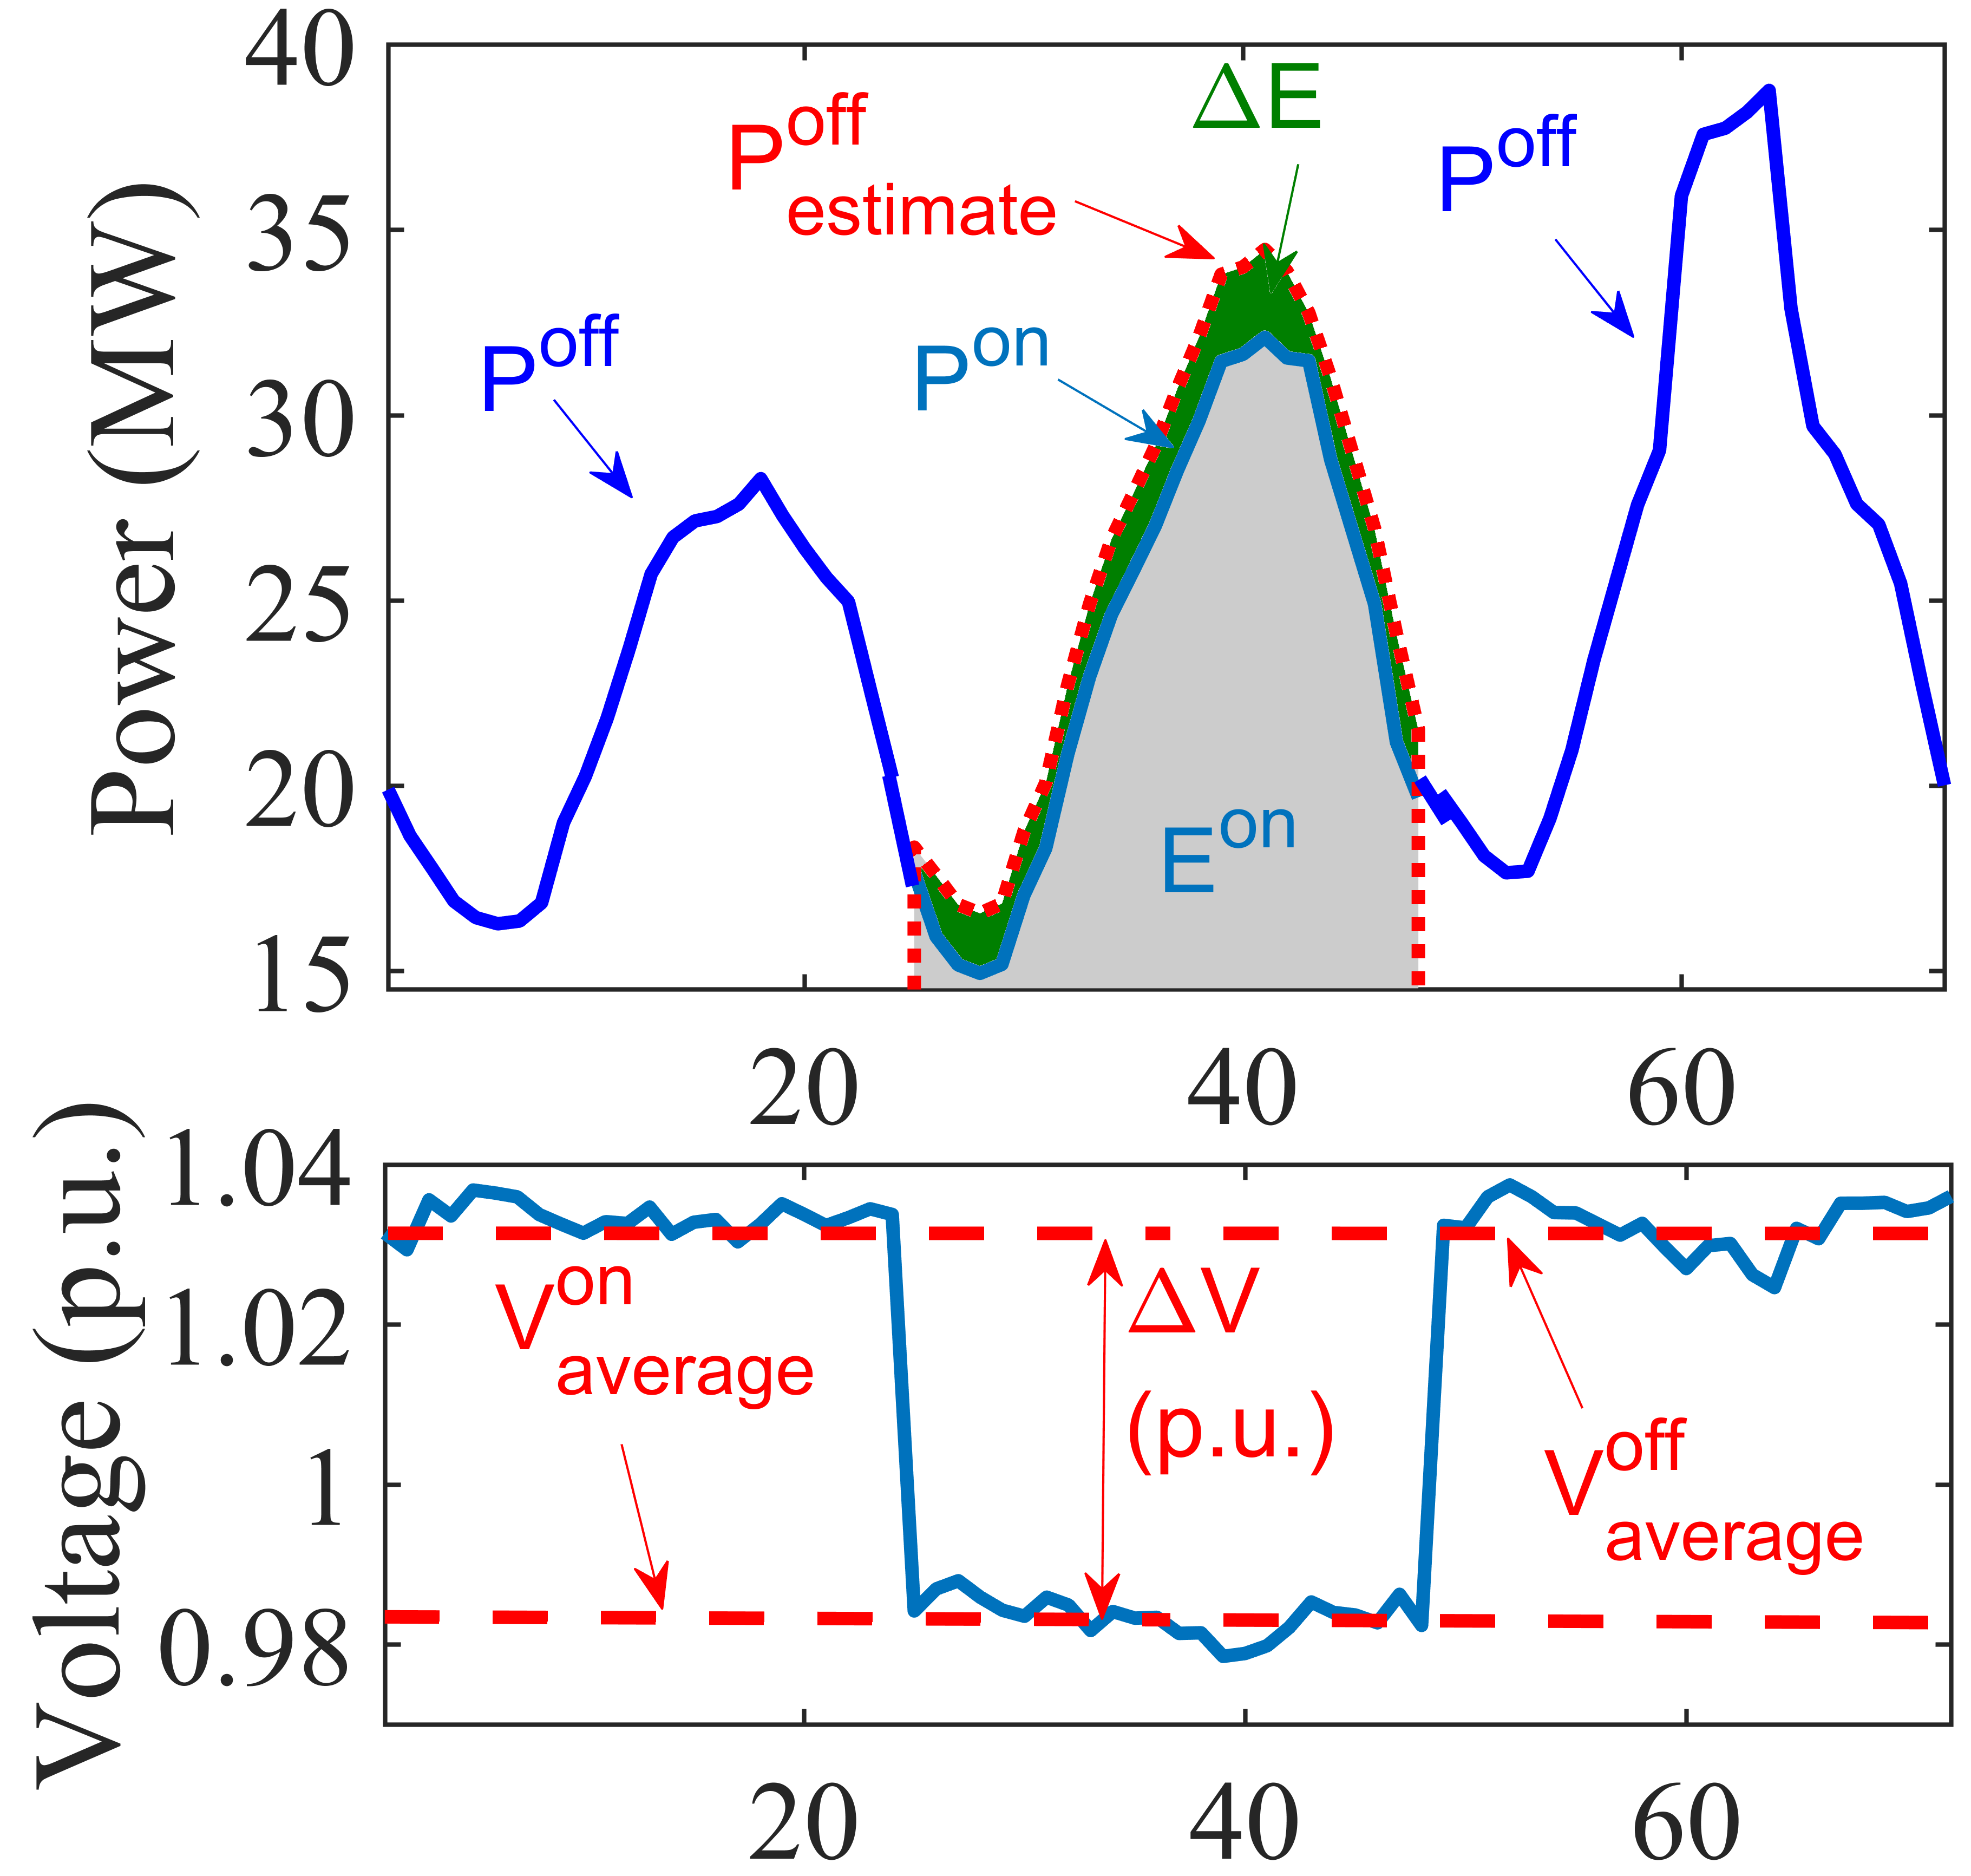 Power (MW)
40
35
30
25
20
15
P^off
P^off_estimate
P^on
ΔE
P^off
E^on
20
40
60
Voltage (p.u.)
1.04
1.02
1
0.98
V^on_average
ΔV
(p.u.)
V^off_average
20
40
60